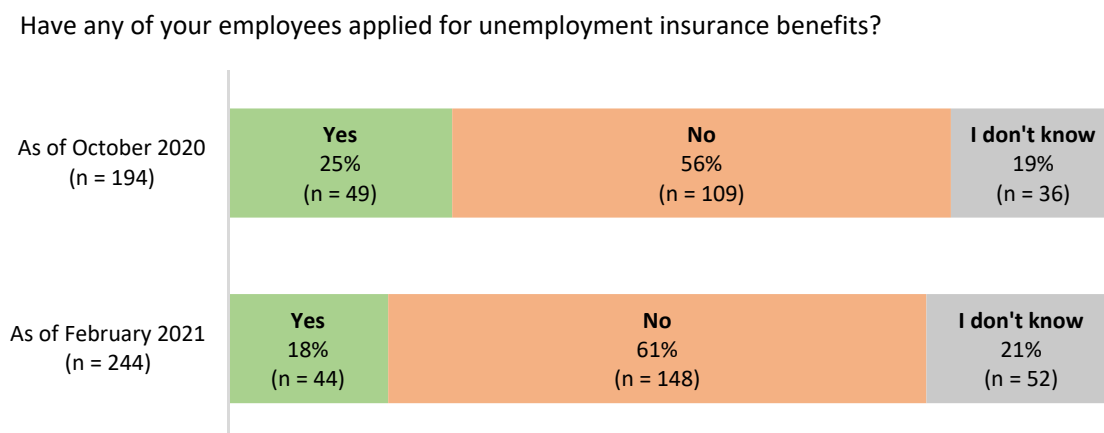 Have any of your employees applied for unemployment insurance benefits?
As of October 2020
(n = 194)
Yes
25%
(n = 49)
No
56%
(n = 109)
I don't know
19%
(n = 36)
As of February 2021
(n = 244)
Yes
18%
(n = 44)
No
61%
(n = 148)
I don't know
21%
(n = 52)